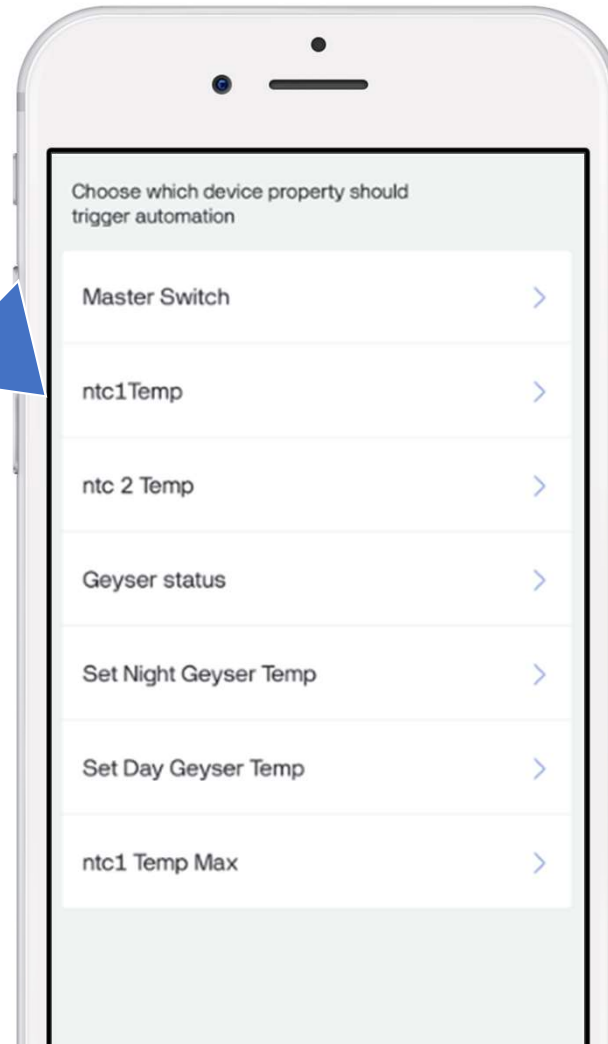 Choose which device property should
trigger automation
Master Switch
ntc1Temp
ntc 2 Temp
Geyser status
Set Night Geyser Temp
Set Day Geyser Temp
ntc1 Temp Max